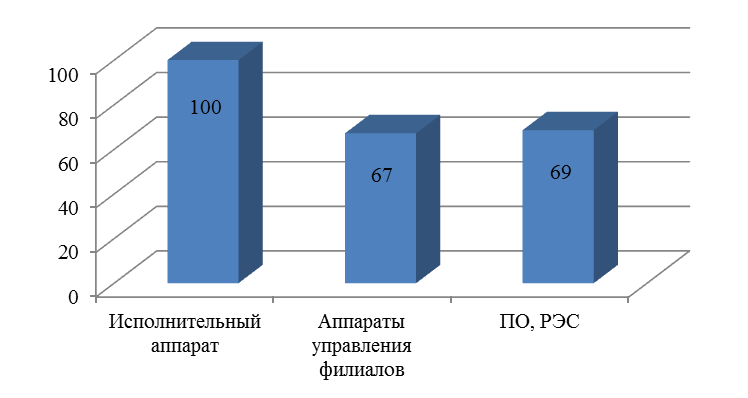 100
80
60
40
20
0
100
67
69
Исполнительный
аппарат
Аппараты
управления
филиалов
ПО, РЭС